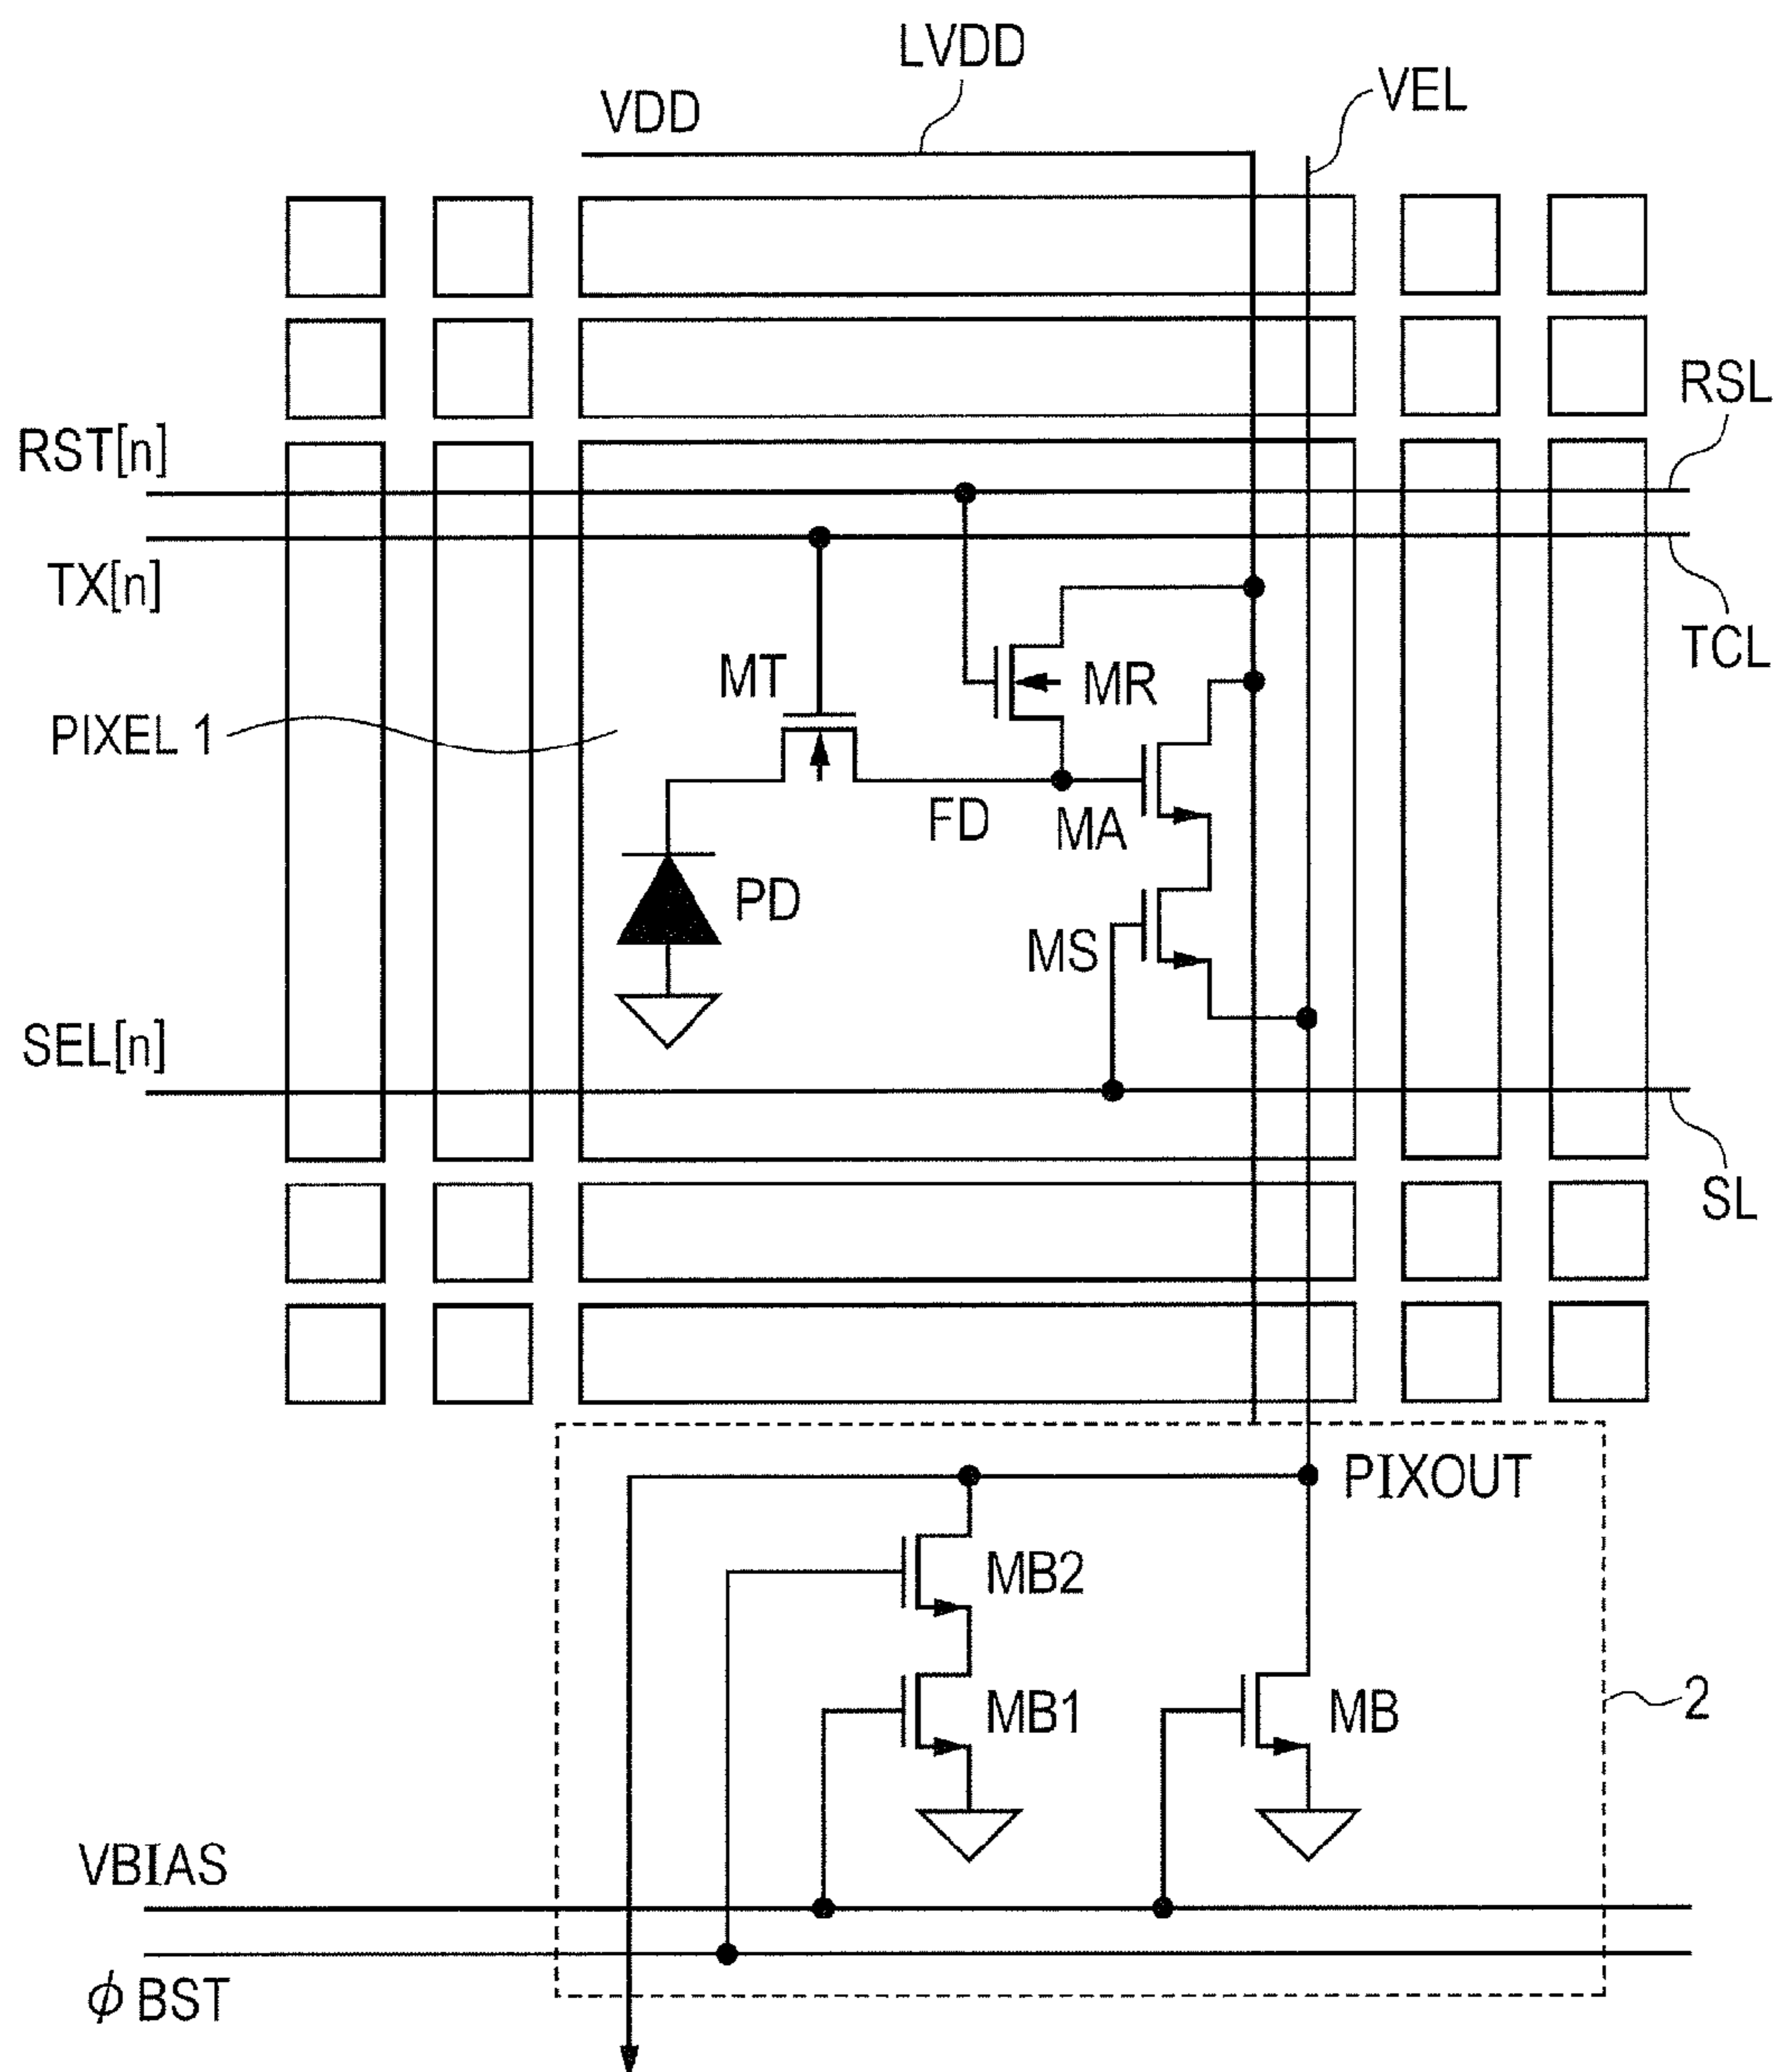 LVDD
VDD
VEL
RSL
RST[n]
TX[n]
TCL
MT
MR
PIXEL 1
FD
MA
PD
MS
SEL[n]
SL
PIXOUT
MB2
MB1
MB
2
VBIAS
ϕ BST